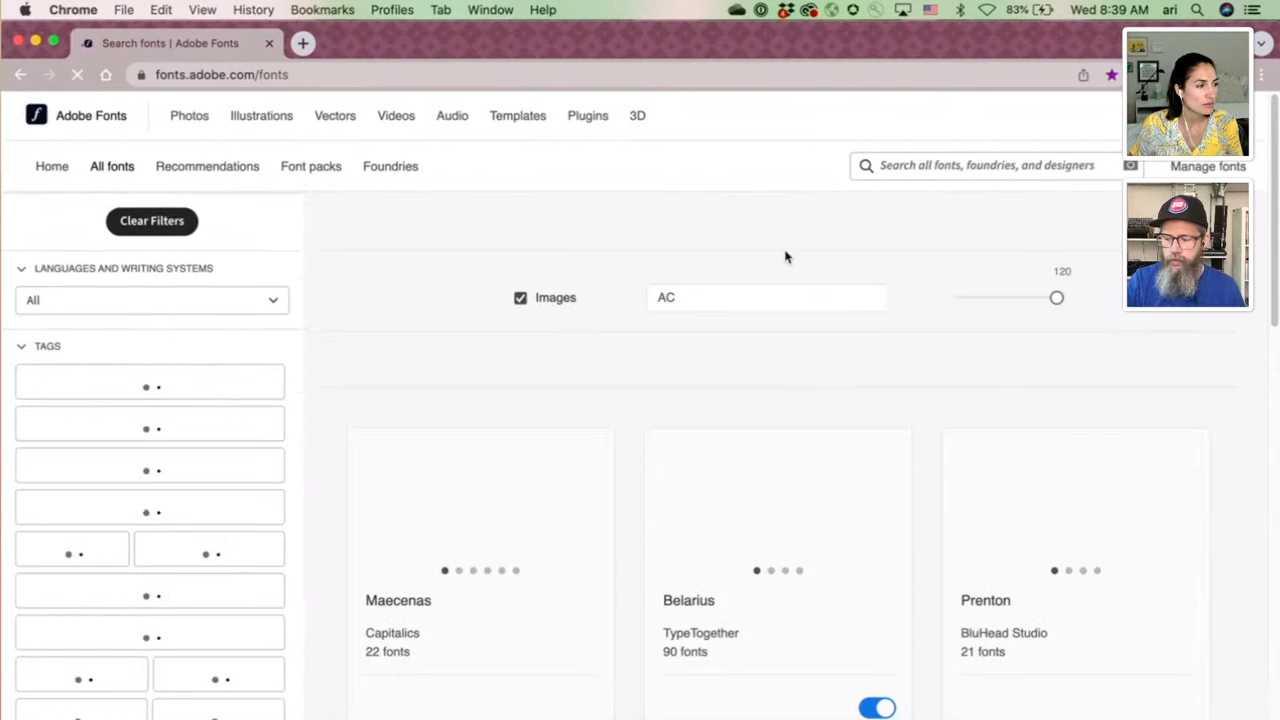 Chrome File Edit View History Bookmarks Profiles Tab Window Help 83% Wed 8:39 AM ari
Search fonts | Adobe Fonts
fonts.adobe.com/fonts
Adobe Fonts Photos Illustrations Vectors Videos Audio Templates Plugins 3D
Home All fonts Recommendations Font packs Foundries Search all fonts, foundries, and designers Manage fonts
Clear Filters
LANGUAGES AND WRITING SYSTEMS
All
TAGS
120
Images AC
Maecenas
Capitalics
22 fonts
Belarius
TypeTogether
90 fonts
Prenton
BluHead Studio
21 fonts